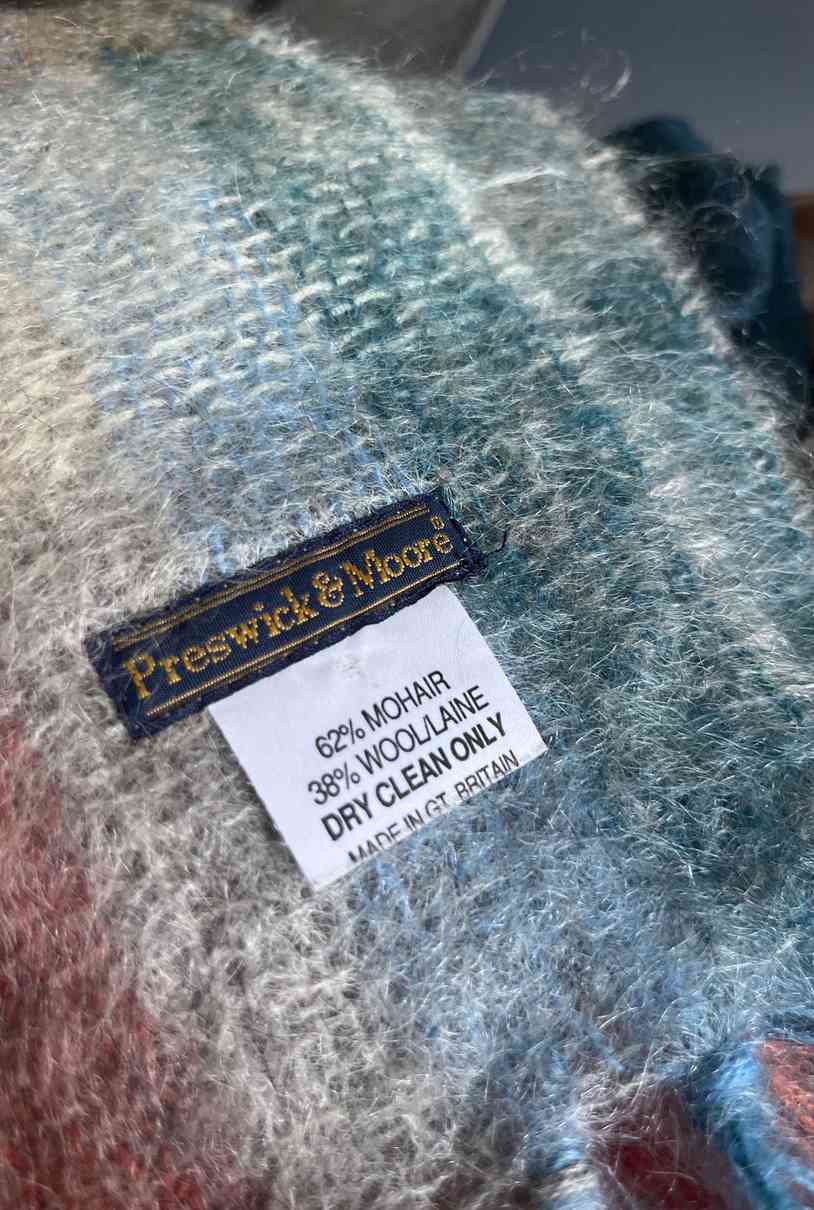 Preswick & Moore®
62% MOHAIR
38% WOOL/LAINE
DRY CLEAN ONLY
MADE IN GT. BRITAIN